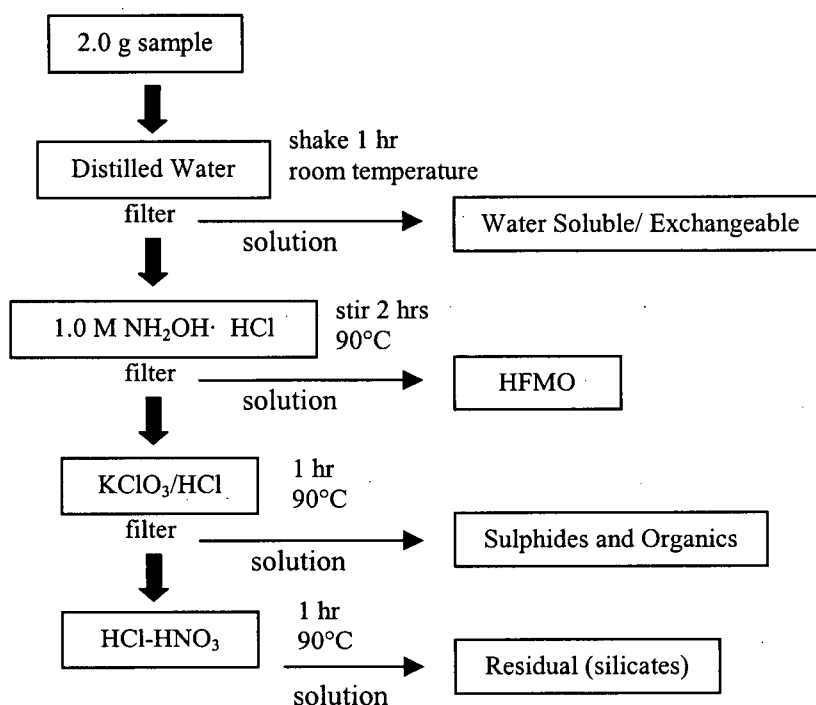 2.0 g sample
shake 1 hr
room temperature
Distilled Water
filter
solution
Water Soluble/ Exchangeable
1.0 M NH₂OH· HCl
stir 2 hrs
90°C
filter
solution
HFMO
KClO₃/HCl
1 hr
90°C
filter
solution
Sulphides and Organics
HCl-HNO₃
1 hr
90°C
solution
Residual (silicates)